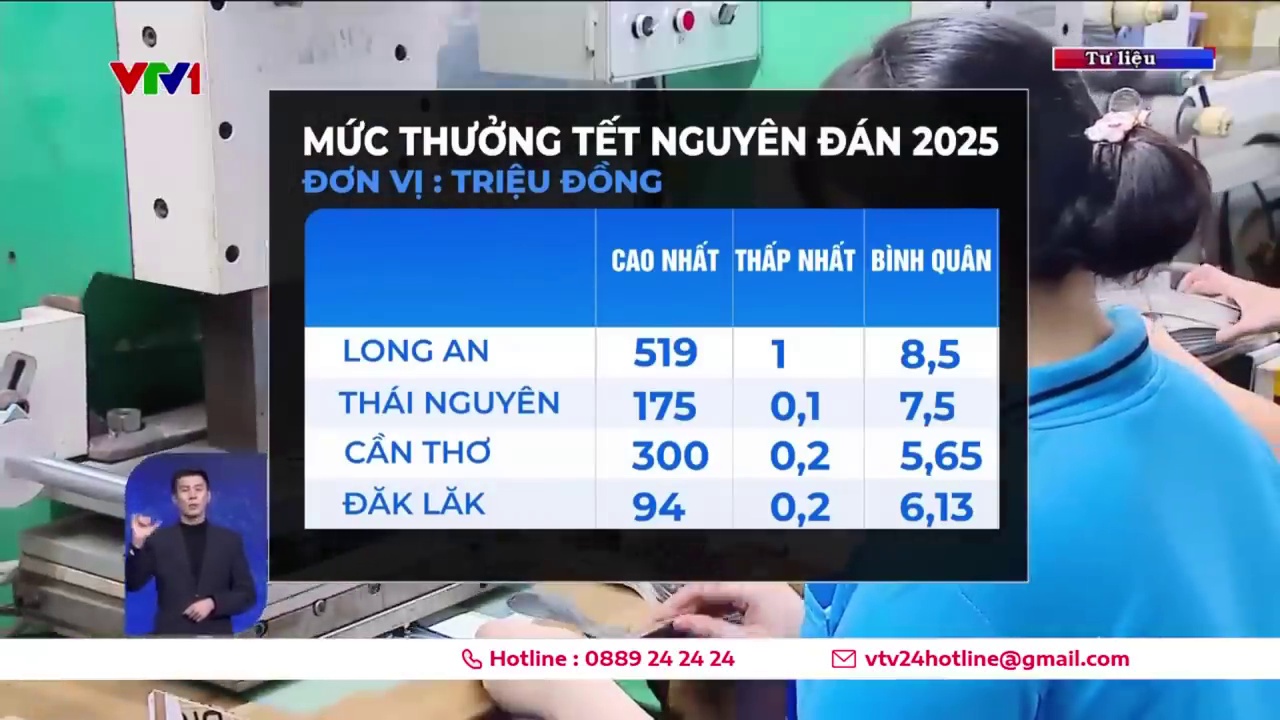 VTV1
Tư liệu
MỨC THƯỞNG TẾT NGUYÊN ĐÁN 2025
ĐƠN VỊ : TRIỆU ĐỒNG
CAO NHẤT THẤP NHẤT BÌNH QUÂN
LONG AN 519 1 8,5
THÁI NGUYÊN 175 0,1 7,5
CẦN THƠ 300 0,2 5,65
ĐĂK LĂK 94 0,2 6,13
Hotline : 0889 24 24 24 vtv24hotline@gmail.com